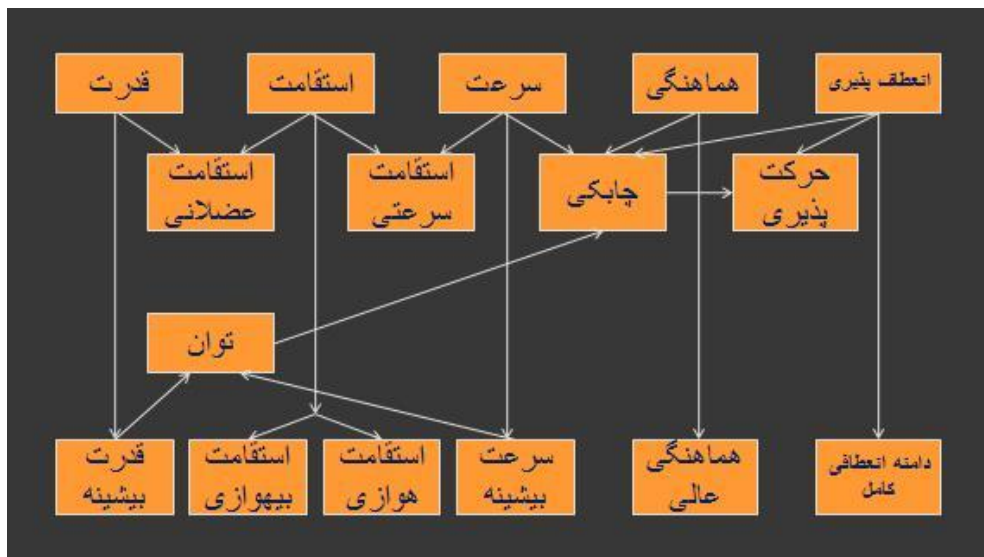 انعطاف پذیری
هماهنگی
سرعت
استقامت
قدرت
حرکت
پذیری
چابکی
استقامت
سرعتی
استقامت
عضلانی
توان
دامنه انعطافی
کامل
هماهنگی
عالی
سرعت
بیشینه
استقامت
هوازی
استقامت
بیهوازی
قدرت
بیشینه